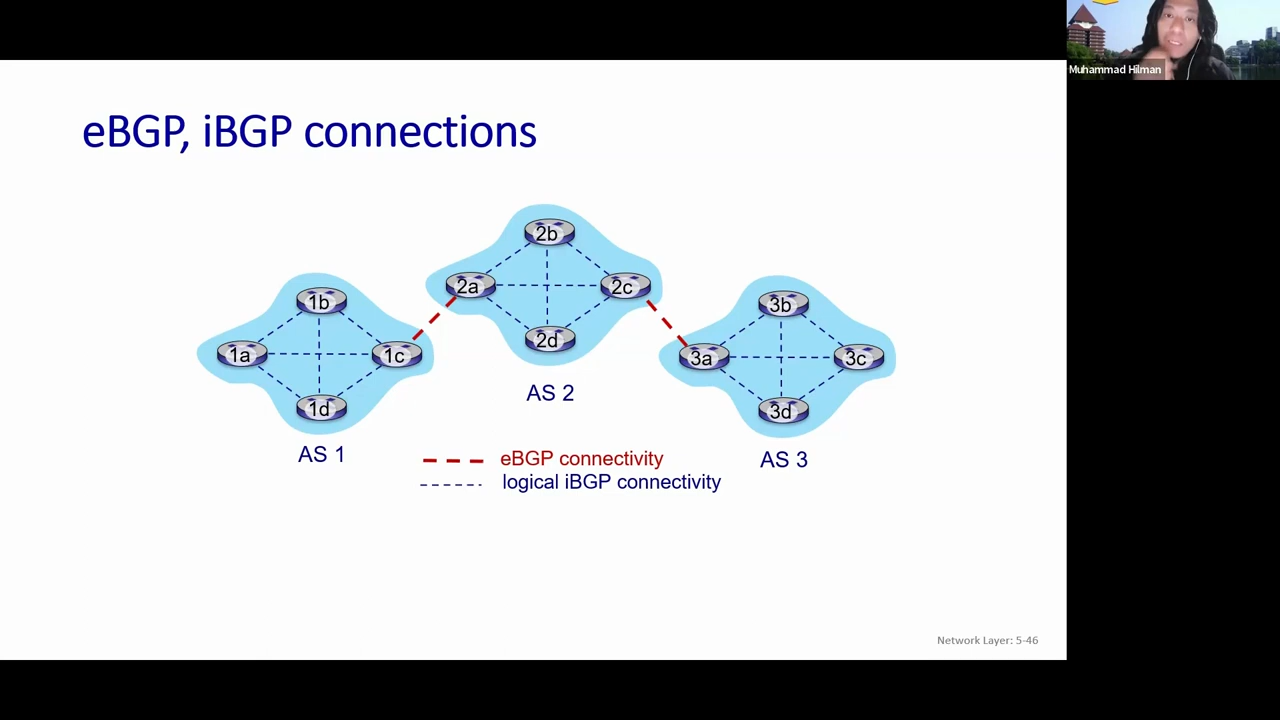 Muhammad Hilman
eBGP, iBGP connections
2b
2a
2c
2d
AS 2
1b
1a
1c
1d
AS 1
3b
3a
3c
3d
AS 3
eBGP connectivity
logical iBGP connectivity
Network Layer: 5-46